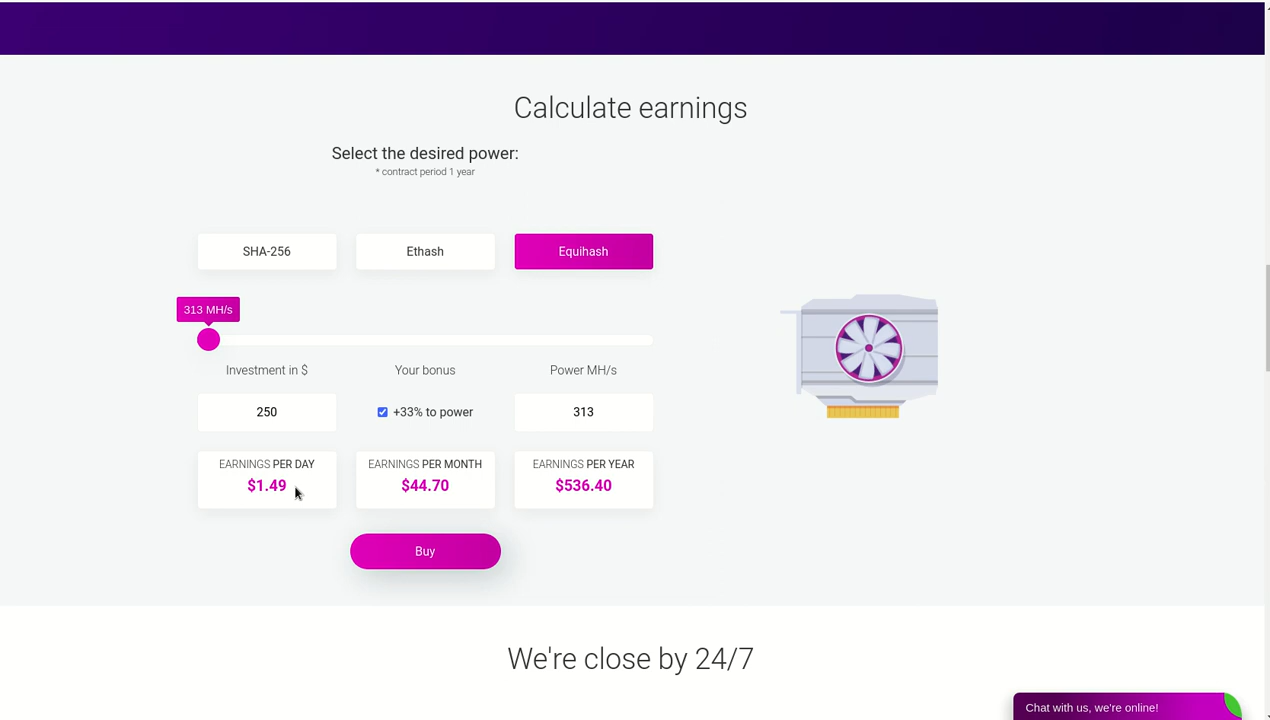 Calculate earnings
Select the desired power:
* contract period 1 year
SHA-256 Ethash Equihash
313 MH/s
Investment in $ Your bonus Power MH/s
250 +33% to power 313
EARNINGS PER DAY EARNINGS PER MONTH EARNINGS PER YEAR
$1.49 $44.70 $536.40
Buy
We're close by 24/7
Chat with us, we're online!